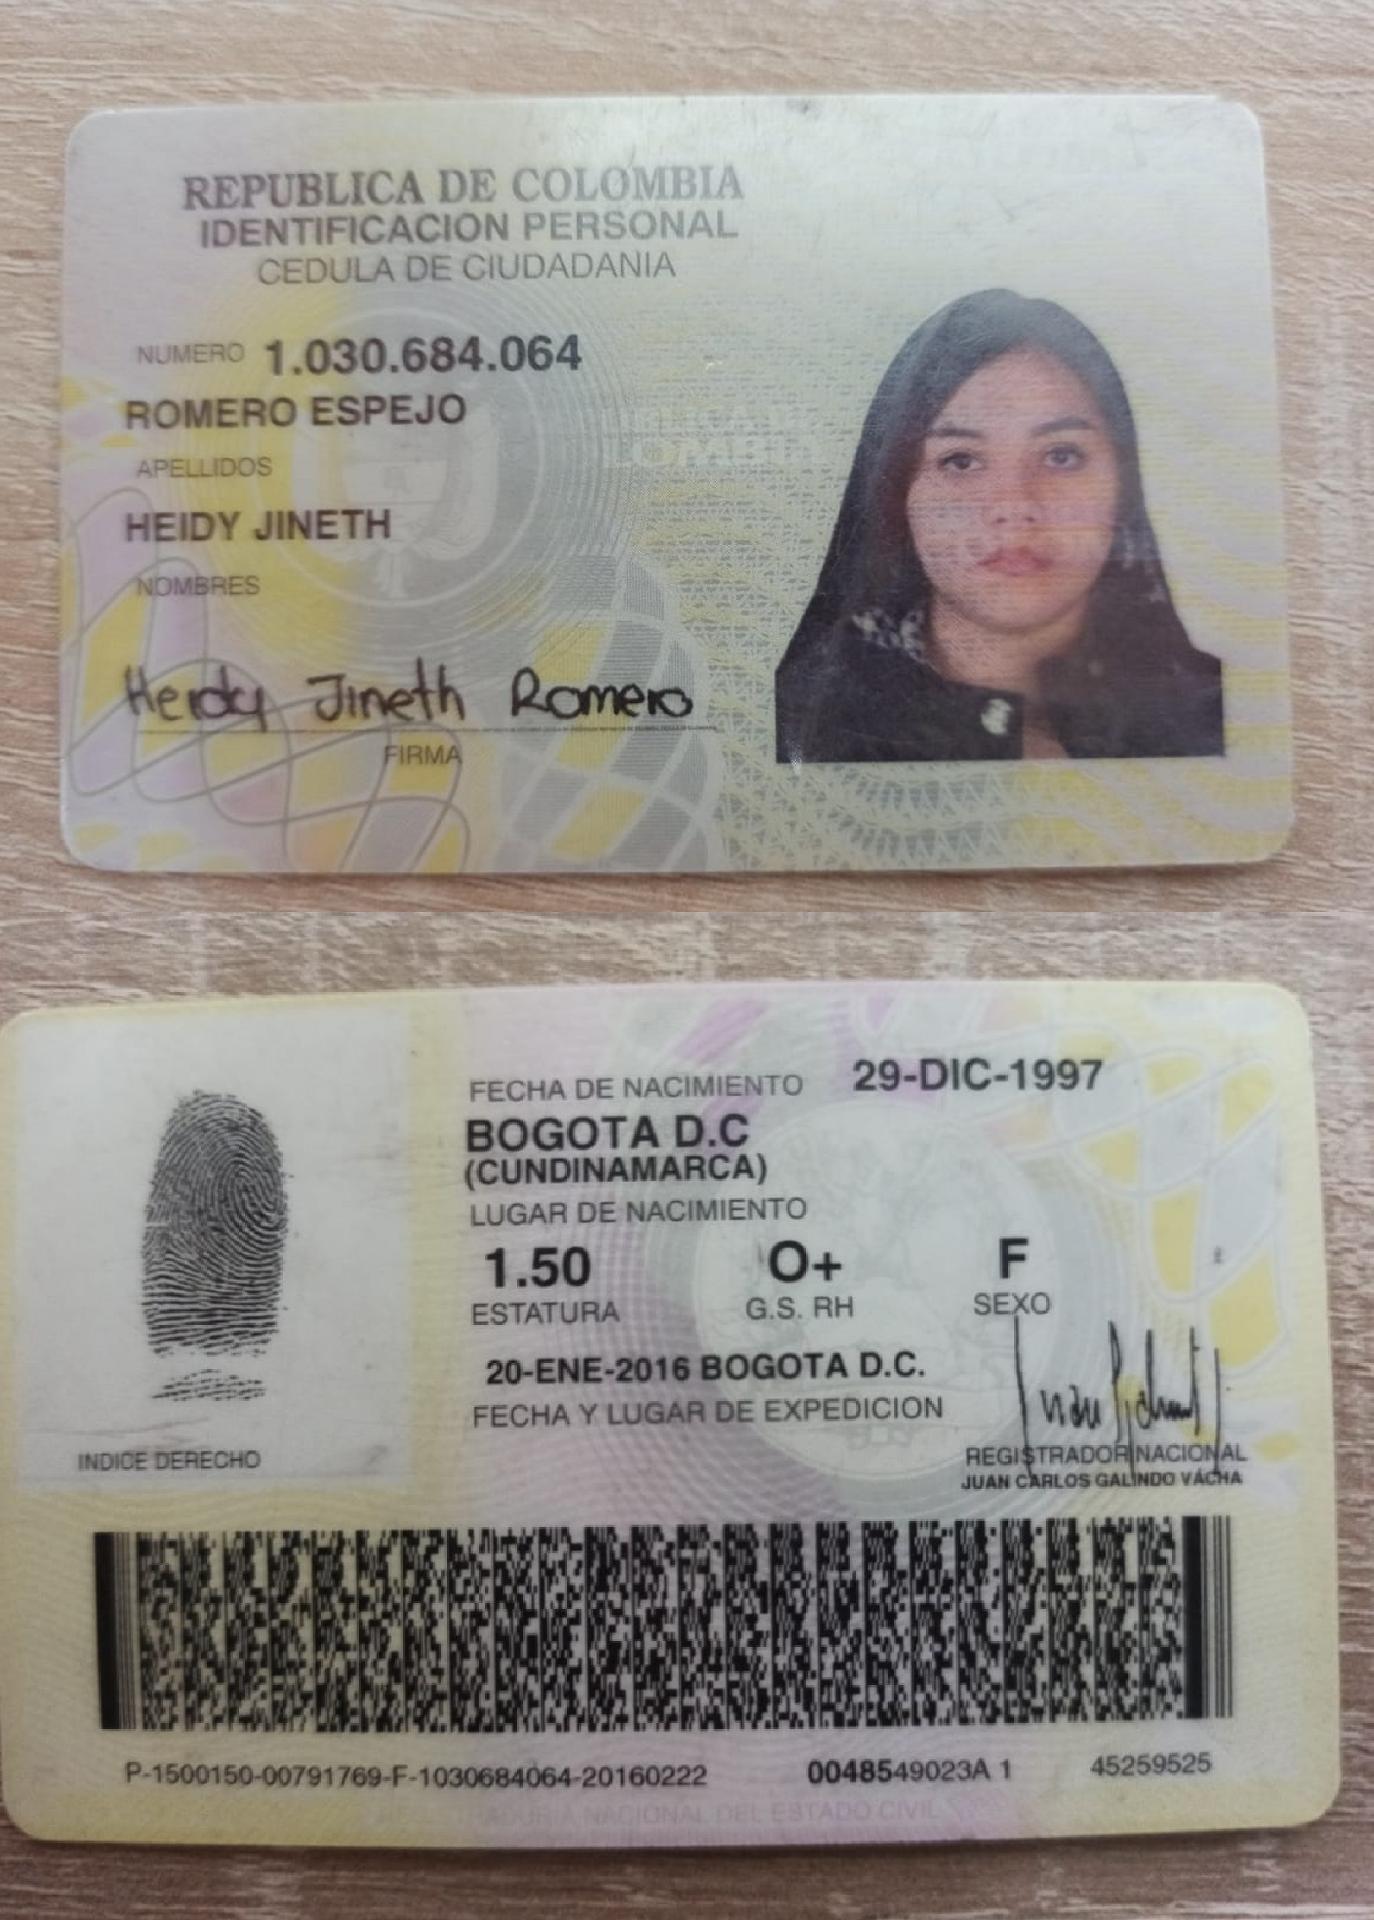 REPUBLICA DE COLOMBIA
IDENTIFICACION PERSONAL
CEDULA DE CIUDADANIA
NUMERO 1.030.684.064
ROMERO ESPEJO
APELLIDOS
HEIDY JINETH
NOMBRES
Heidy Jineth Romero
FIRMA
FECHA DE NACIMIENTO 29-DIC-1997
BOGOTA D.C
(CUNDINAMARCA)
LUGAR DE NACIMIENTO
1.50 O+ F
ESTATURA G.S. RH SEXO
20-ENE-2016 BOGOTA D.C.
FECHA Y LUGAR DE EXPEDICION
INDICE DERECHO
REGISTRADOR NACIONAL
JUAN CARLOS GALINDO VÁCHA
P-1500150-00791769-F-1030684064-20160222 0048549023A 1 45259525
REGISTRADURIA NACIONAL DEL ESTADO CIVIL